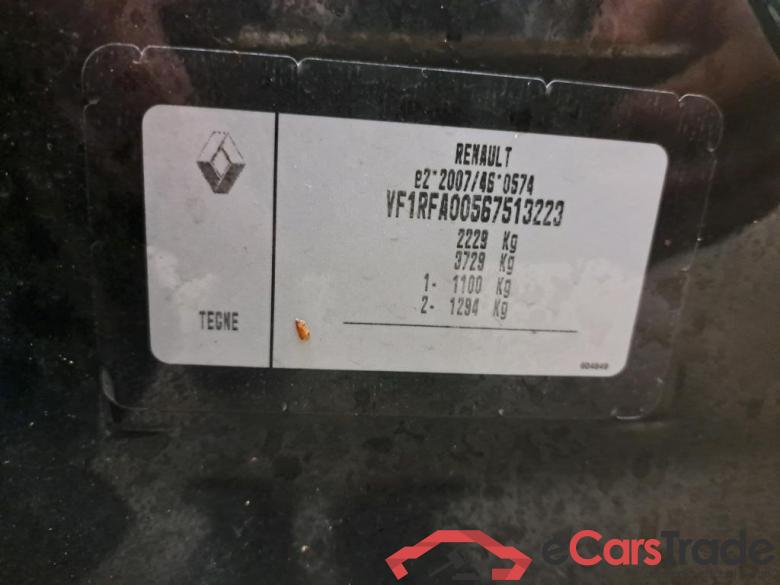 RENAULT
e2*2007/46*0574
VF1RFA00567513223
2229 Kg
3729 Kg
1- 1100 Kg
2- 1294 Kg
TEGNE
eCarsTrade